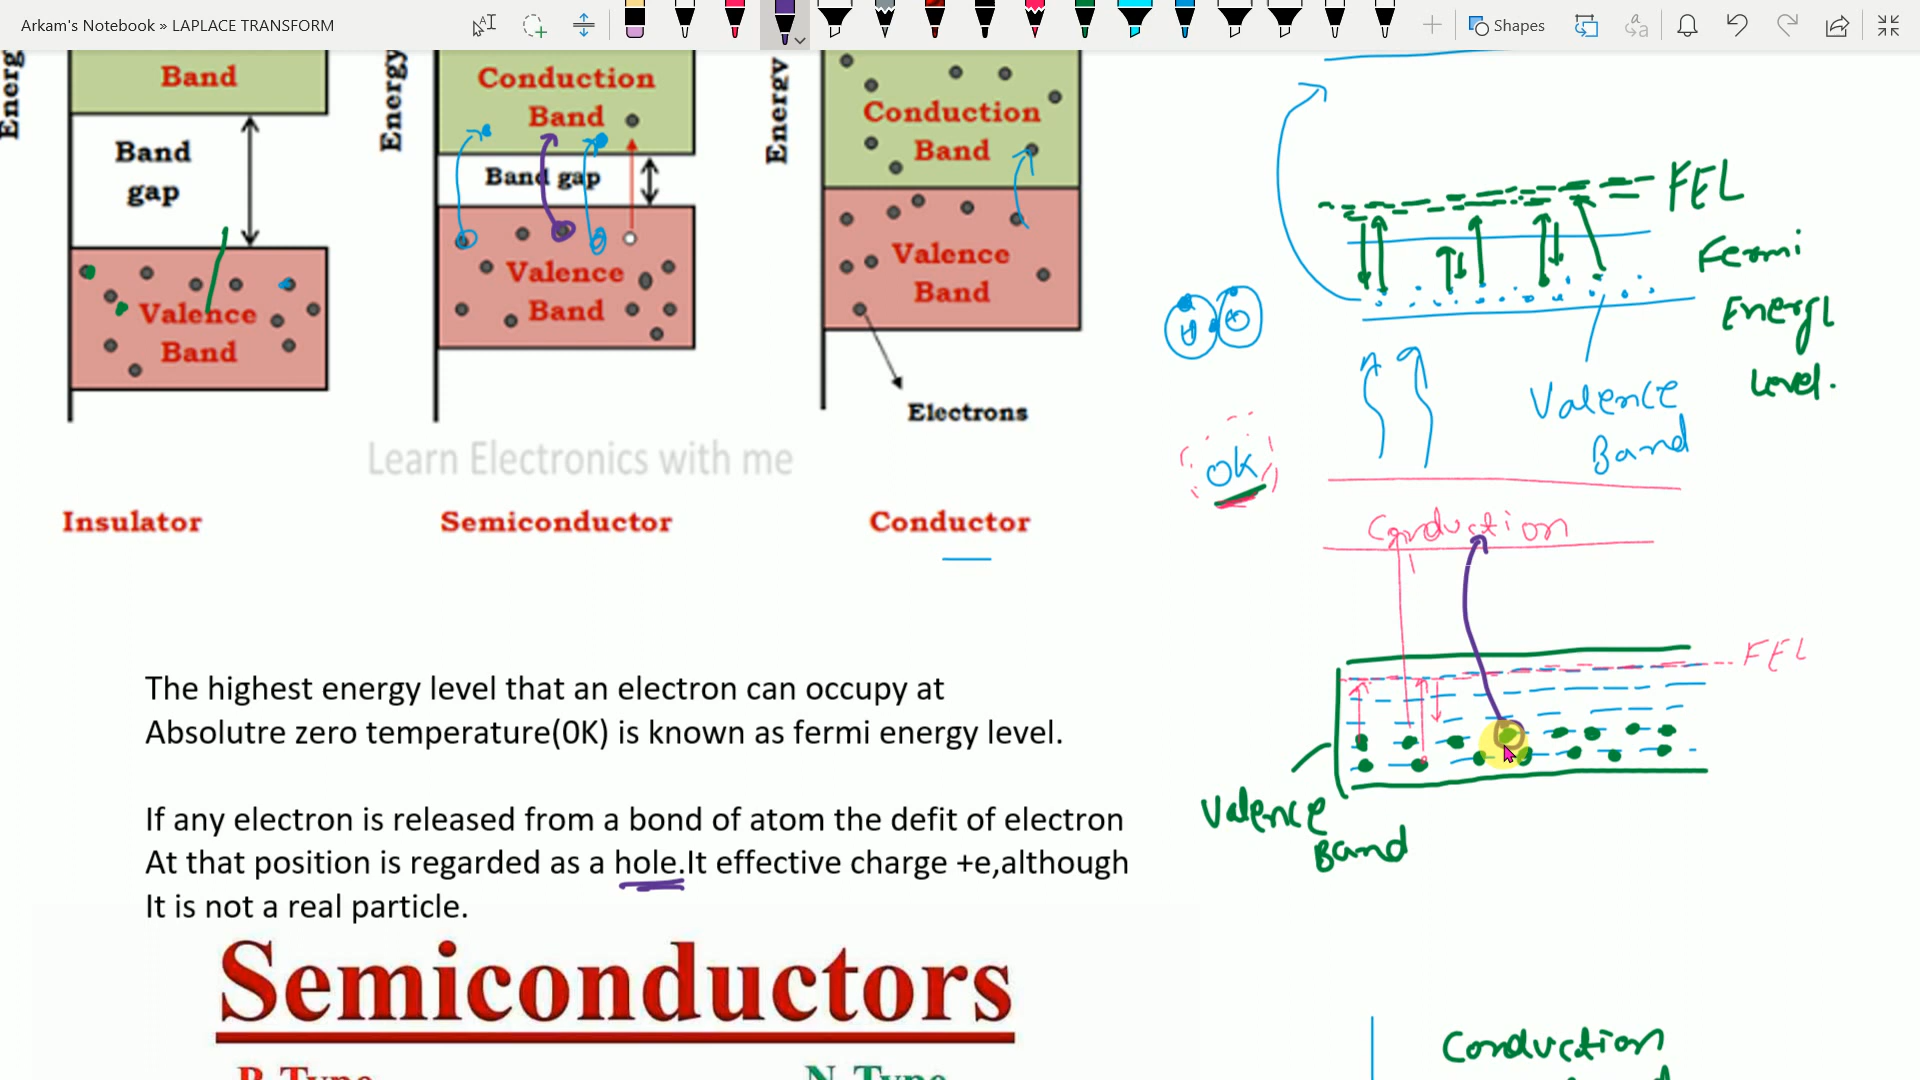 Arkam's Notebook » LAPLACE TRANSFORM
Shapes
Energ
Band
Band
gap
Valence
Band
Insulator
Energy
Conduction
Band
Band gap
Valence
Band
Semiconductor
Energy
Conduction
Band
Valence
Band
Electrons
Conductor
Learn Electronics with me
FEL
Fermi
Energy
Level.
Valence
Band
OK
Conduction
FEL
Valence
Band
The highest energy level that an electron can occupy at
Absolutre zero temperature(0K) is known as fermi energy level.
If any electron is released from a bond of atom the defit of electron
At that position is regarded as a hole.It effective charge +e,although
It is not a real particle.
Semiconductors
P-Type
N-Type
Conduction